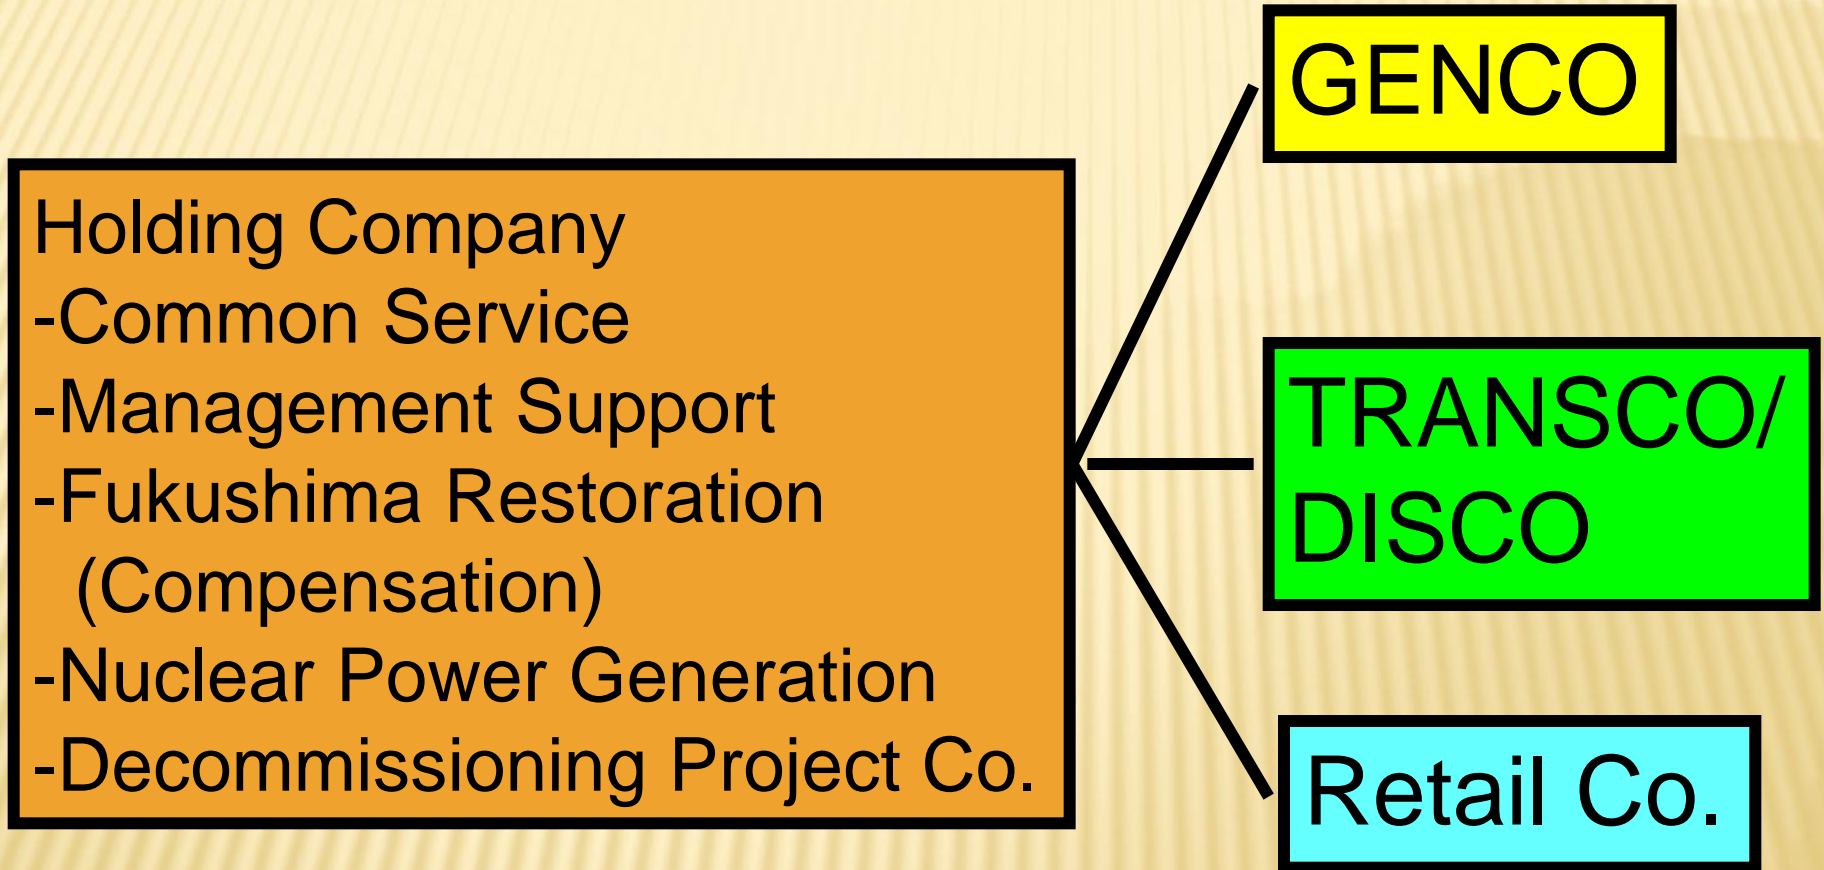 Holding Company
-Common Service
-Management Support
-Fukushima Restoration
(Compensation)
-Nuclear Power Generation
-Decommissioning Project Co.
GENCO
TRANSCO/
DISCO
Retail Co.